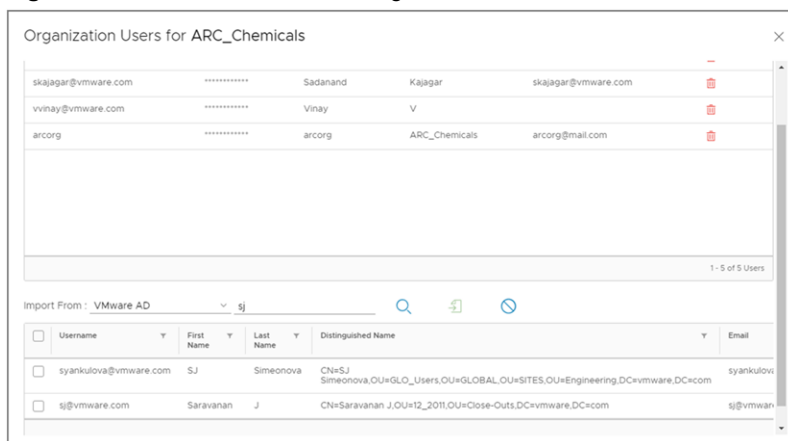 Organization Users for ARC_Chemicals
skajagar@vmware.com ************ Sadanand Kajagar skajagar@vmware.com
vvinay@vmware.com ************ Vinay V
arcorg ************ arcorg ARC_Chemicals arcorg@mail.com
1 - 5 of 5 Users
Import From : VMware AD sj
Username First Last Distinguished Name Email
Name Name
syankulova@vmware.com SJ Simeonova CN=SJ syankulova
Simeonova,OU=GLO_Users,OU=GLOBAL,OU=SITES,OU=Engineering,DC=vmware,DC=com
sj@vmware.com Saravanan J CN=Saravanan J,OU=12_2011,OU=Close-Outs,DC=vmware,DC=com sj@vmwar